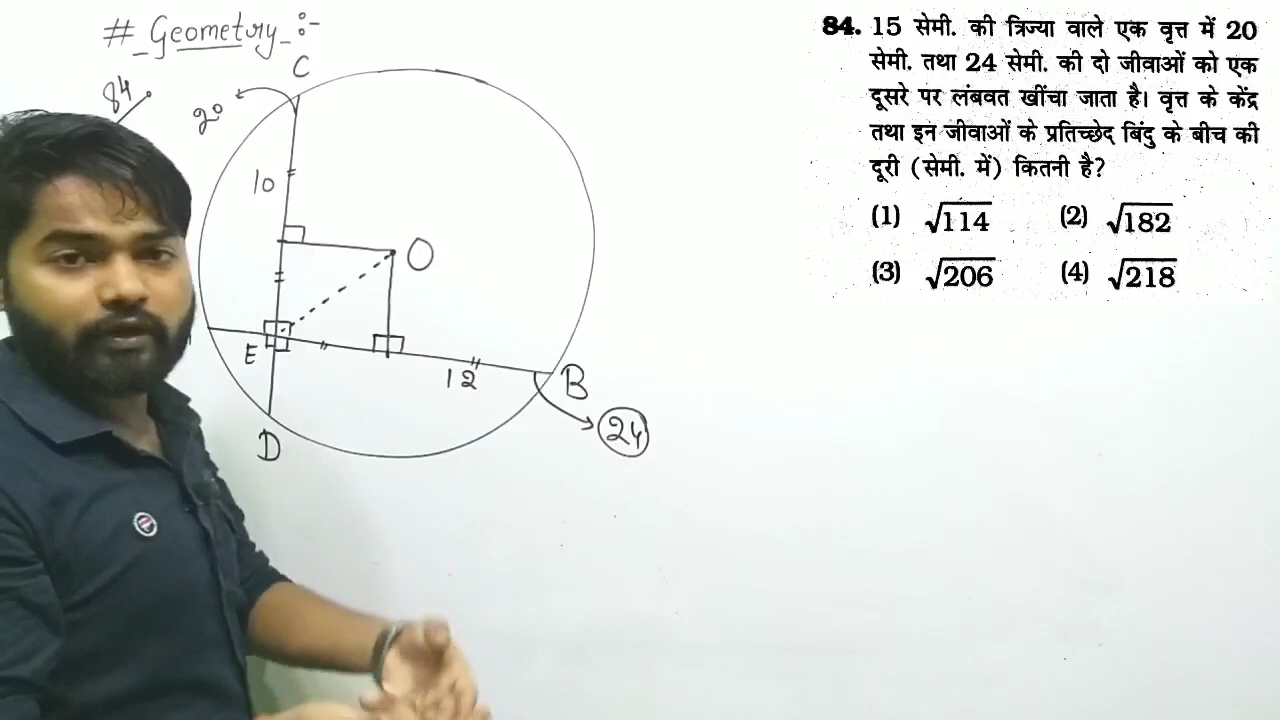 # Geometry :-
84
C
20
10
O
E
12
B
24
D
84. 15 सेमी. की त्रिज्या वाले एक वृत्त में 20
सेमी. तथा 24 सेमी. की दो जीवाओं को एक
दूसरे पर लंबवत खींचा जाता है। वृत्त के केंद्र
तथा इन जीवाओं के प्रतिच्छेद बिंदु के बीच की
दूरी (सेमी. में) कितनी है?
(1) √114 (2) √182
(3) √206 (4) √218